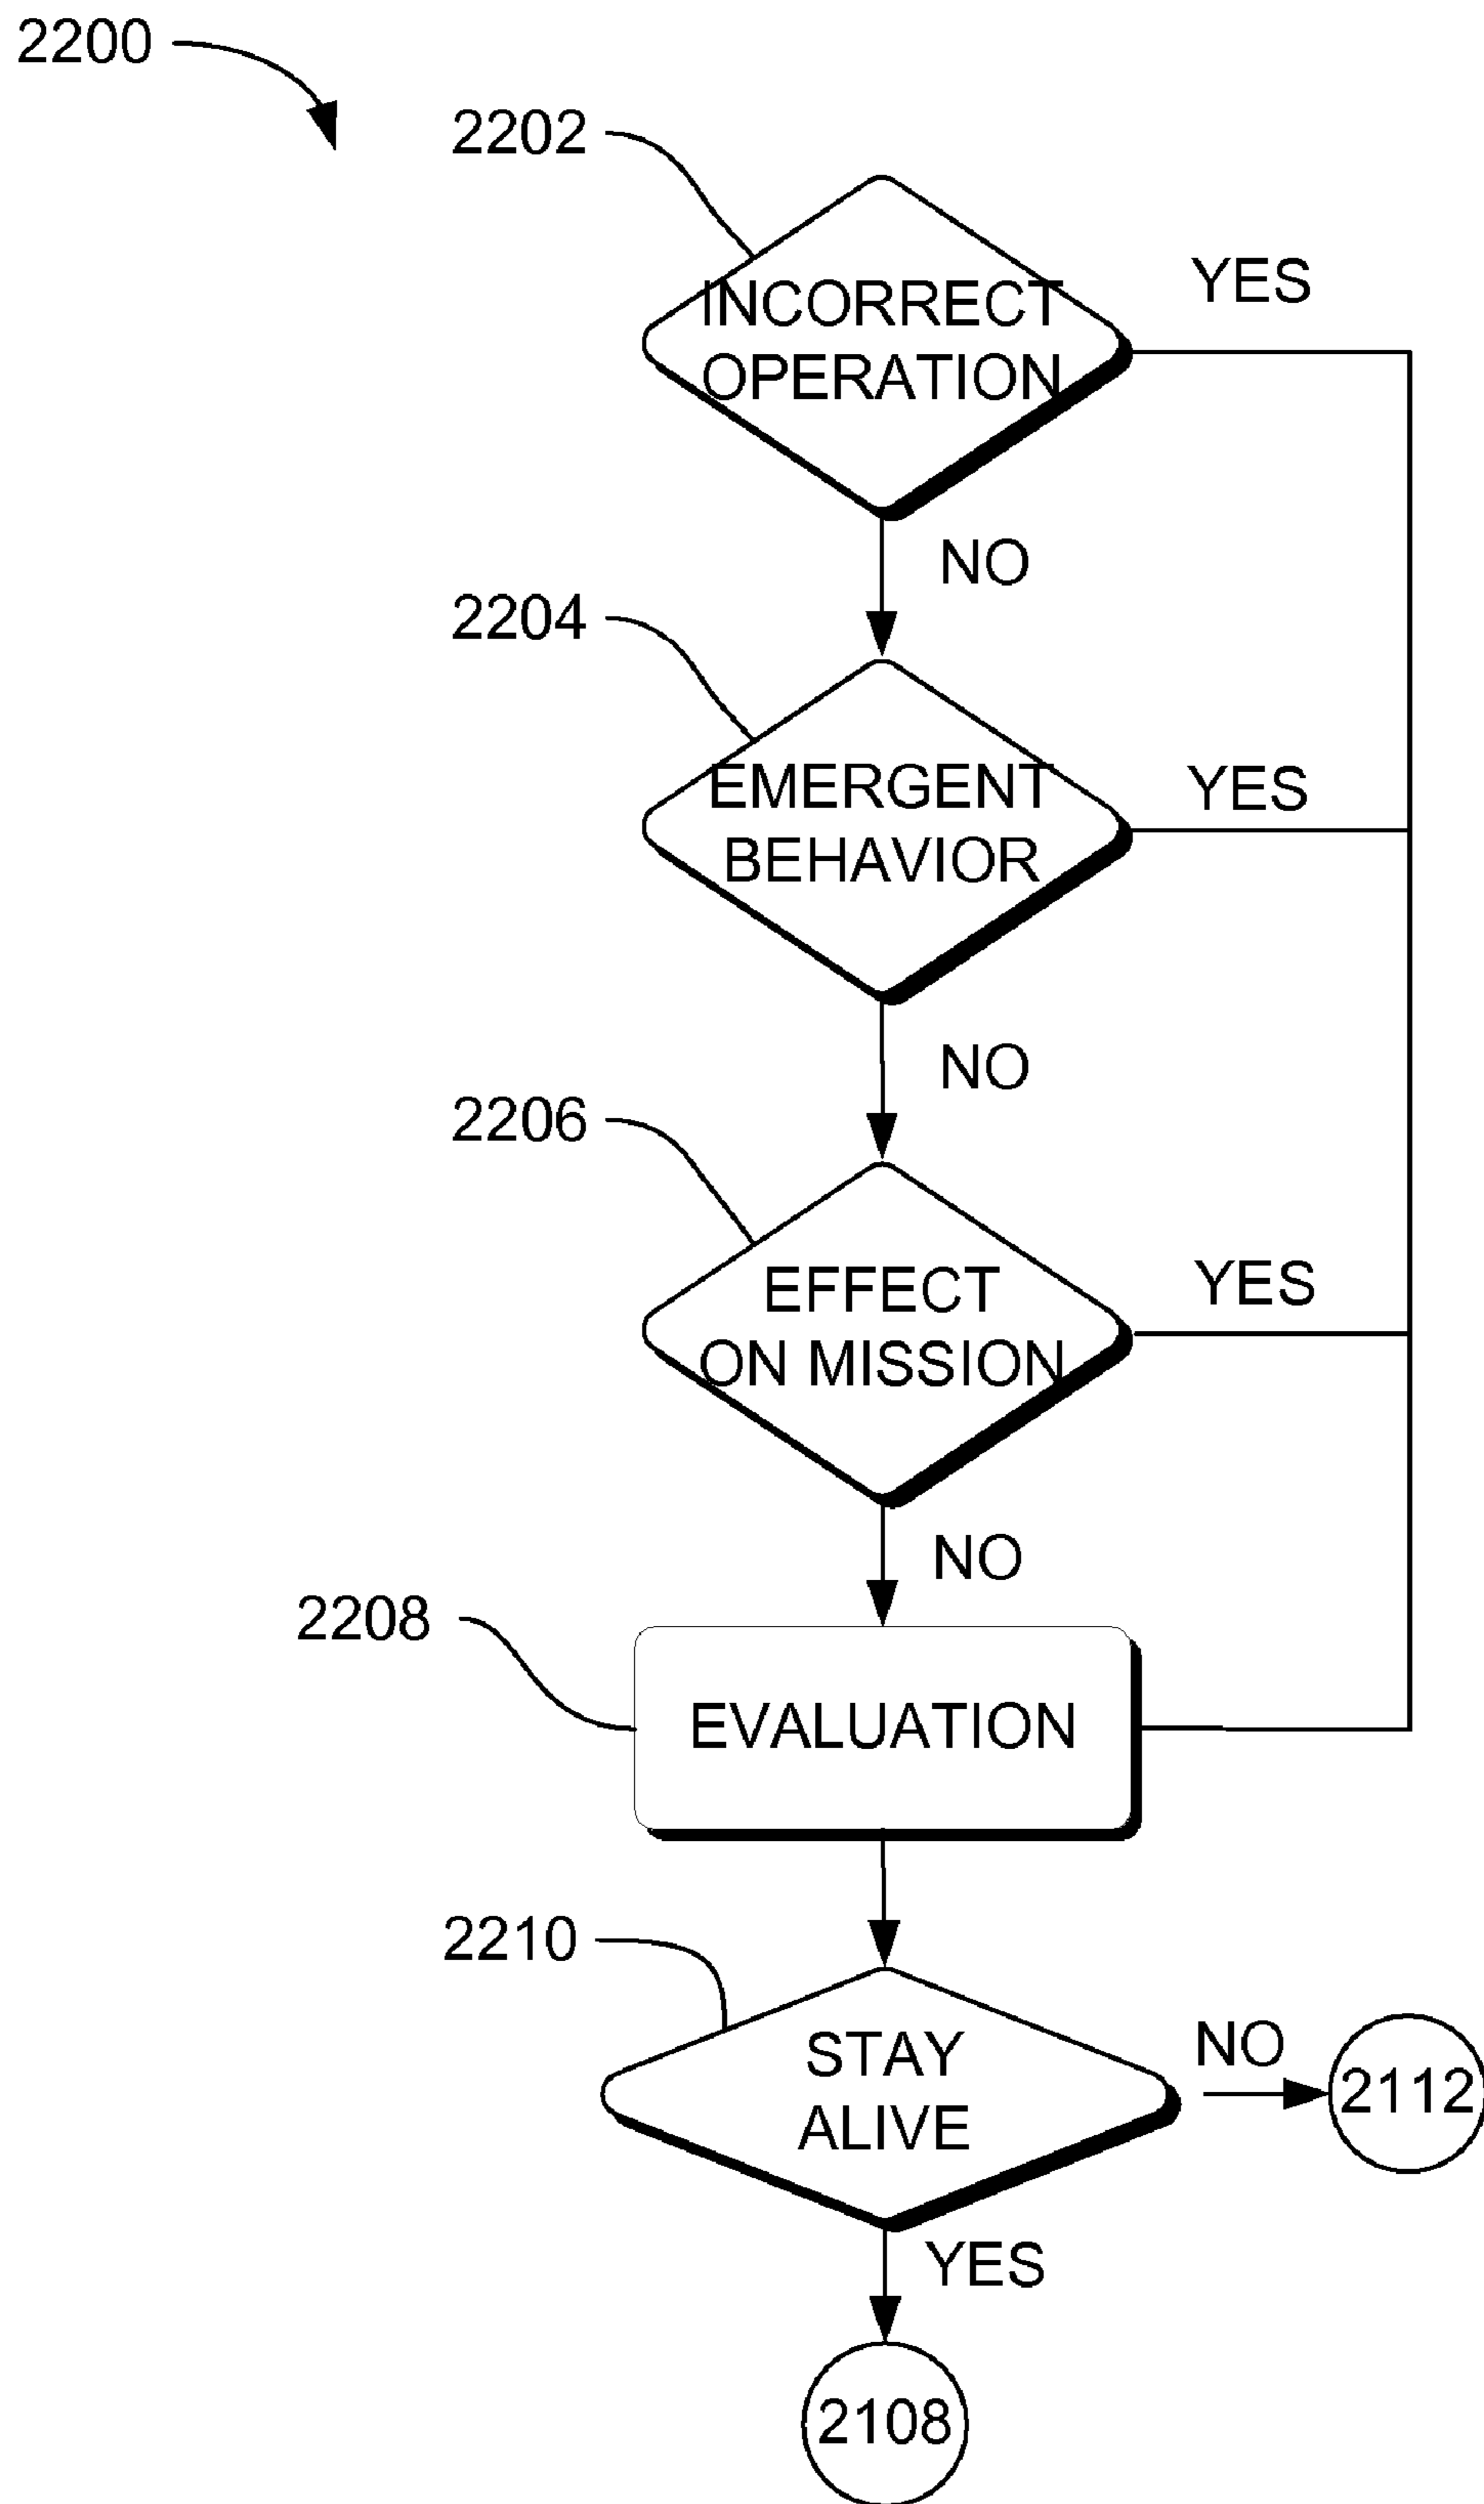 2200
2202
INCORRECT
OPERATION
YES
NO
2204
EMERGENT
BEHAVIOR
YES
NO
2206
EFFECT
ON MISSION
YES
NO
2208
EVALUATION
2210
STAY
ALIVE
NO
2112
YES
2108